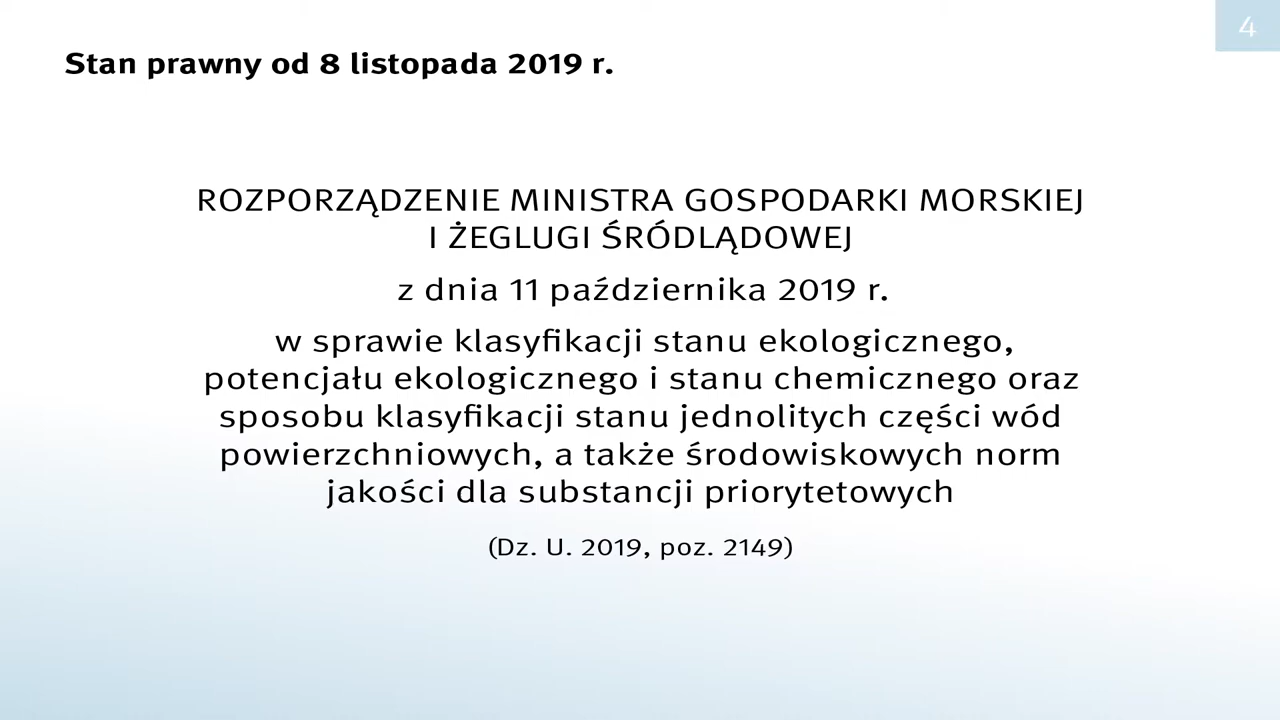 4
Stan prawny od 8 listopada 2019 r.
ROZPORZĄDZENIE MINISTRA GOSPODARKI MORSKIEJ
I ŻEGLUGI ŚRÓDLĄDOWEJ
z dnia 11 października 2019 r.
w sprawie klasyfikacji stanu ekologicznego,
potencjału ekologicznego i stanu chemicznego oraz
sposobu klasyfikacji stanu jednolitych części wód
powierzchniowych, a także środowiskowych norm
jakości dla substancji priorytetowych
(Dz. U. 2019, poz. 2149)